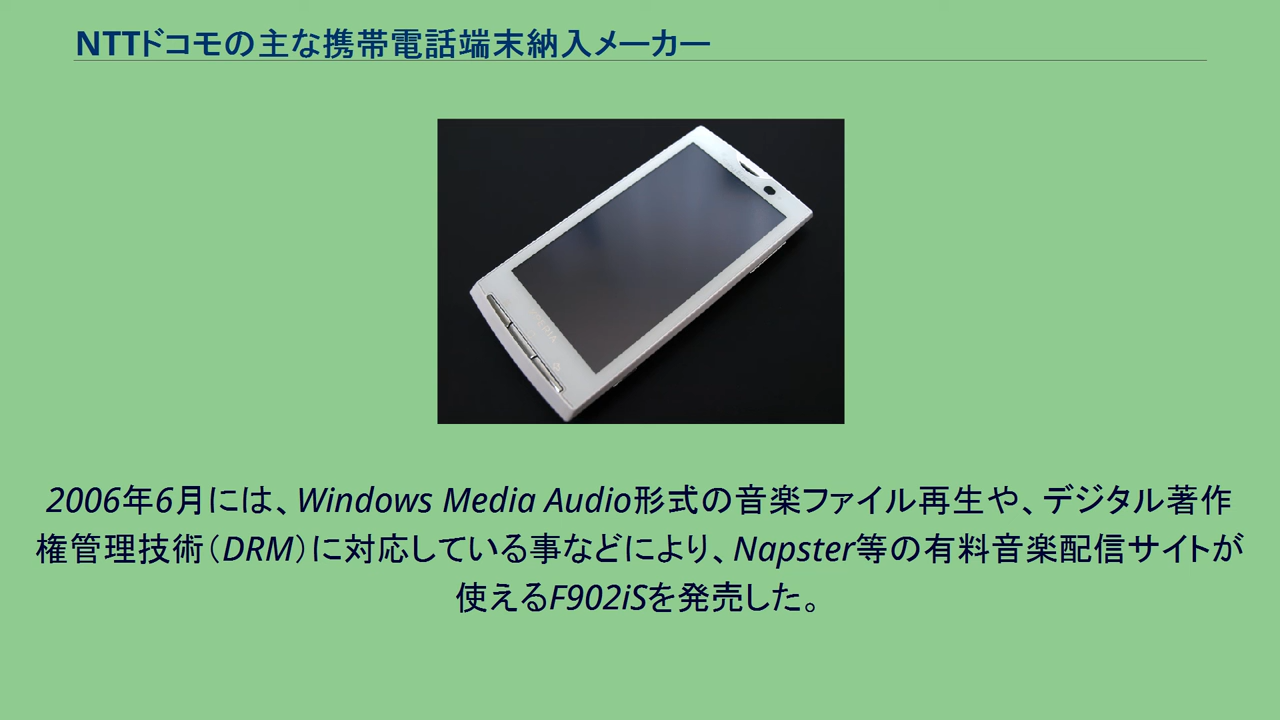 NTTドコモの主な携帯電話端末納入メーカー
2006年6月には、Windows Media Audio形式の音楽ファイル再生や、デジタル著作
権管理技術（DRM）に対応している事などにより、Napster等の有料音楽配信サイトが
使えるF902iSを発売した。